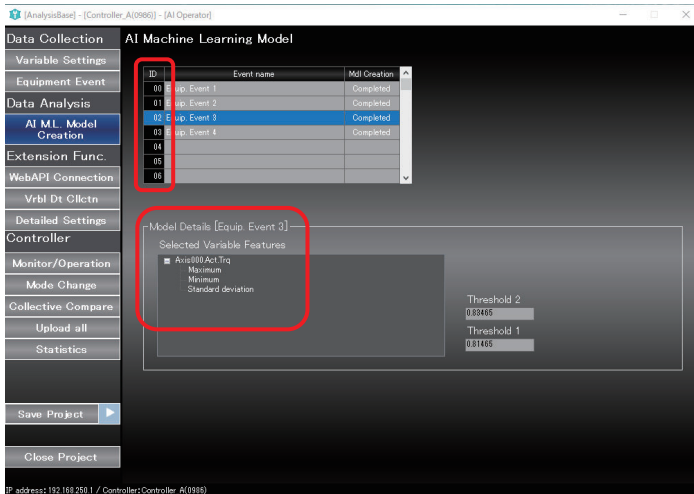 [AnalysisBase] - [Controller_A(0986)] - [AI Operator]
Data Collection
Variable Settings
Equipment Event
Data Analysis
AI M.L. Model
Creation
Extension Func.
WebAPI Connection
Vrbl Dt Cllctn
Detailed Settings
Controller
Monitor/Operation
Mode Change
Collective Compare
Upload all
Statistics
Save Project
Close Project
AI Machine Learning Model
ID Event name Mdl Creation
00 Equip. Event 1 Completed
01 Equip. Event 2 Completed
02 Equip. Event 3 Completed
03 Equip. Event 4 Completed
04
05
06
Model Details [Equip. Event 3]
Selected Variable Features
Axis000.Act.Trq
Maximum
Minimum
Standard deviation
Threshold 2
0.83465
Threshold 1
0.81465
IP address: 192.168.250.1 / Controller:Controller_A(0986)